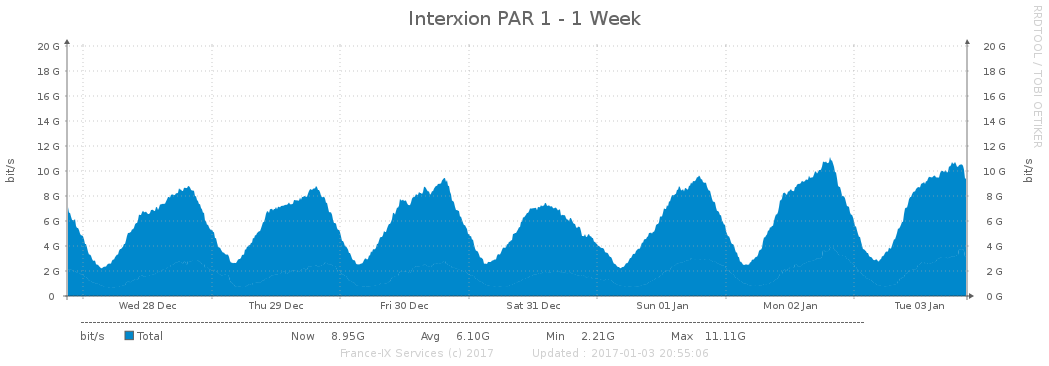 Interxion PAR 1 - 1 Week
RRDTOOL / TOBI OETIKER
bit/s
20 G 20 G
18 G 18 G
16 G 16 G
14 G 14 G
12 G 12 G
10 G 10 G
8 G 8 G
6 G 6 G
4 G 4 G
2 G 2 G
0 0 G
bit/s
Wed 28 Dec Thu 29 Dec Fri 30 Dec Sat 31 Dec Sun 01 Jan Mon 02 Jan Tue 03 Jan
bit/s Total Now 8.95G Avg 6.10G Min 2.21G Max 11.11G
France-IX Services (c) 2017 Updated : 2017-01-03 20:55:06